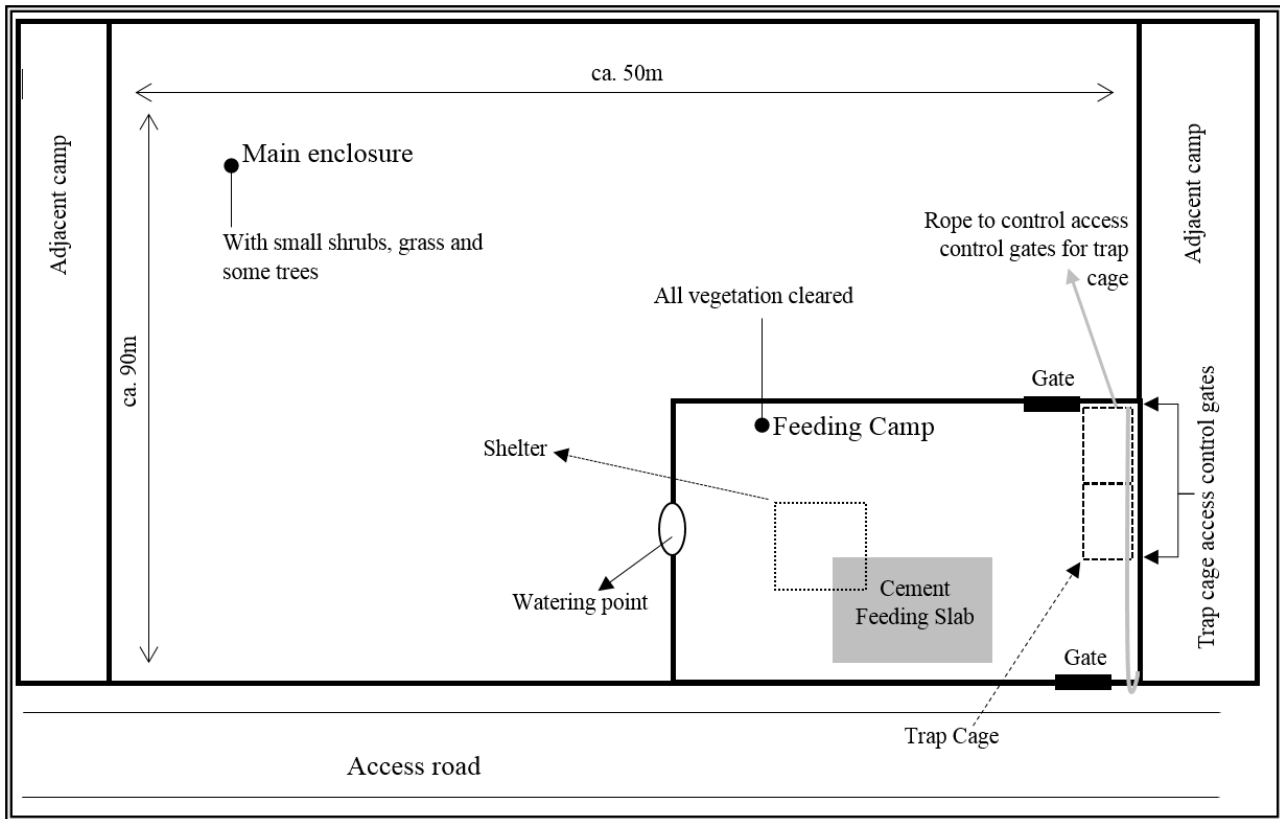 ca. 50m
Adjacent camp
Main enclosure
With small shrubs, grass and
some trees
ca. 90m
Rope to control access
control gates for trap
cage
Adjacent camp
All vegetation cleared
Gate
Feeding Camp
Shelter
Trap cage access control gates
Watering point
Cement
Feeding Slab
Gate
Trap Cage
Access road